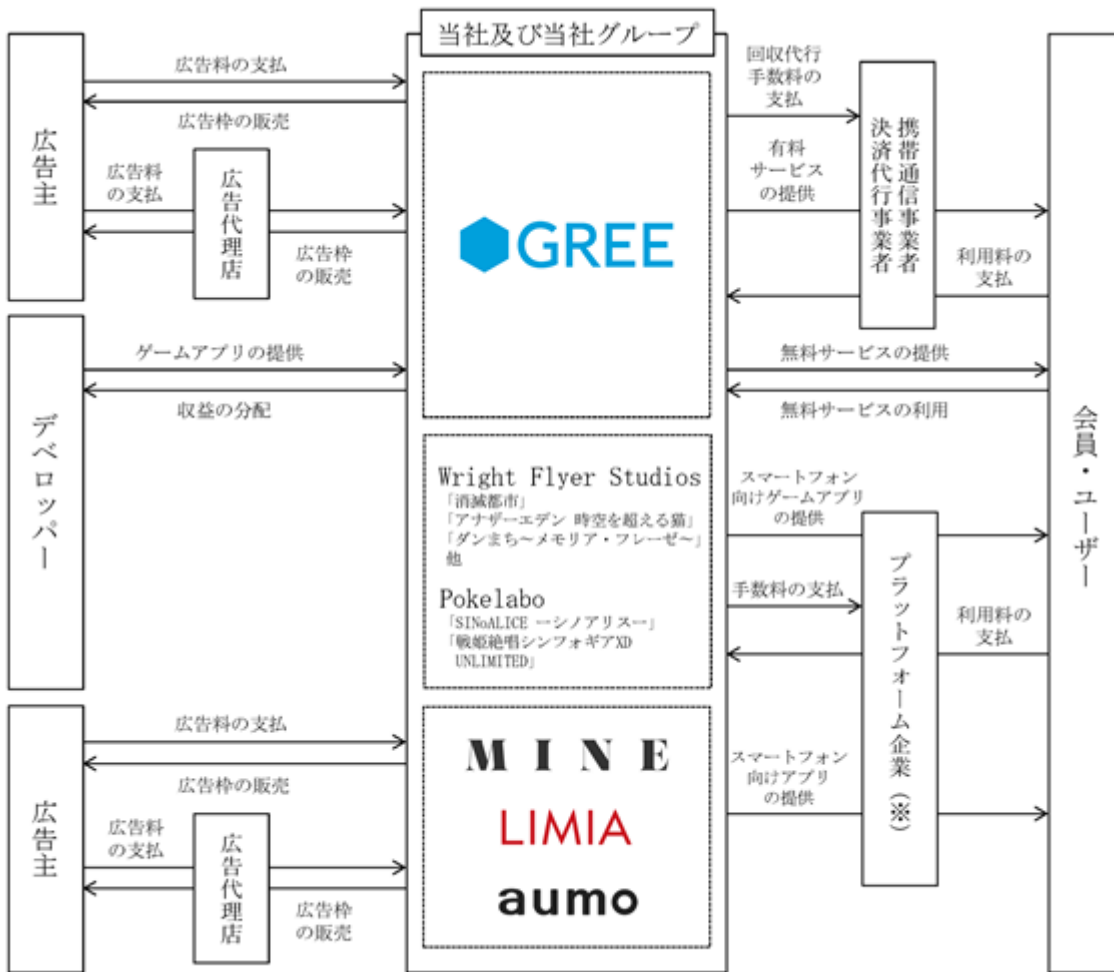 当社及び当社グループ
広告主
広告料の支払
広告枠の販売
広告料
の支払
広告代理店
広告枠
の販売
GREE
回収代行
手数料の
支払
有料
サービス
の提供
携帯通信事業者
決済代行事業者
利用料の
支払
デベロッパー
ゲームアプリの提供
収益の分配
無料サービスの提供
無料サービスの利用
会員・ユーザー
Wright Flyer Studios
「消滅都市」
「アナザーエデン 時空を超える猫」
「ダンまち～メモリア・フレーゼ～」
他
Pokelabo
「SINoALICE ーシノアリスー」
「戦姫絶唱シンフォギアXD
UNLIMITED」
スマートフォン
向けゲームアプリ
の提供
手数料の支払
プラットフォーム企業（※）
利用料の
支払
広告主
広告料の支払
広告枠の販売
広告料
の支払
広告代理店
広告枠
の販売
MINE
LIMIA
aumo
スマートフォン
向けアプリ
の提供